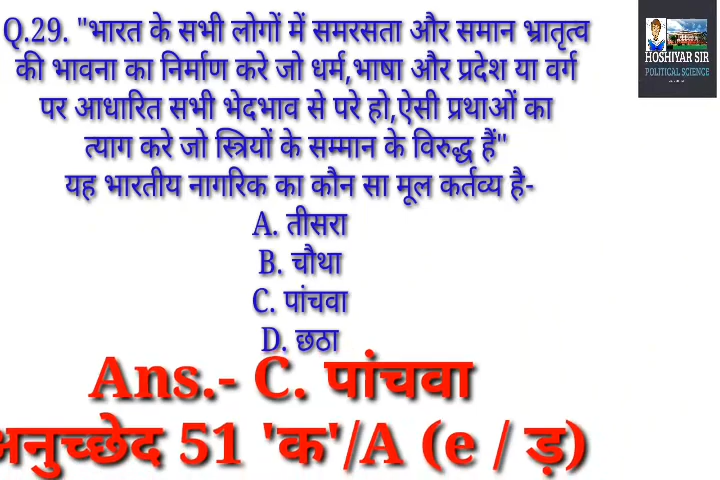 Q.29. "भारत के सभी लोगों में समरसता और समान भ्रातृत्व
की भावना का निर्माण करे जो धर्म,भाषा और प्रदेश या वर्ग
पर आधारित सभी भेदभाव से परे हो,ऐसी प्रथाओं का
त्याग करे जो स्त्रियों के सम्मान के विरुद्ध हैं"
यह भारतीय नागरिक का कौन सा मूल कर्तव्य है-
A. तीसरा
B. चौथा
C. पांचवा
D. छठा
Ans.- C. पांचवा
अनुच्छेद 51 'क'/A (e / ड़)
HOSHIYAR SIR
POLITICAL SCIENCE